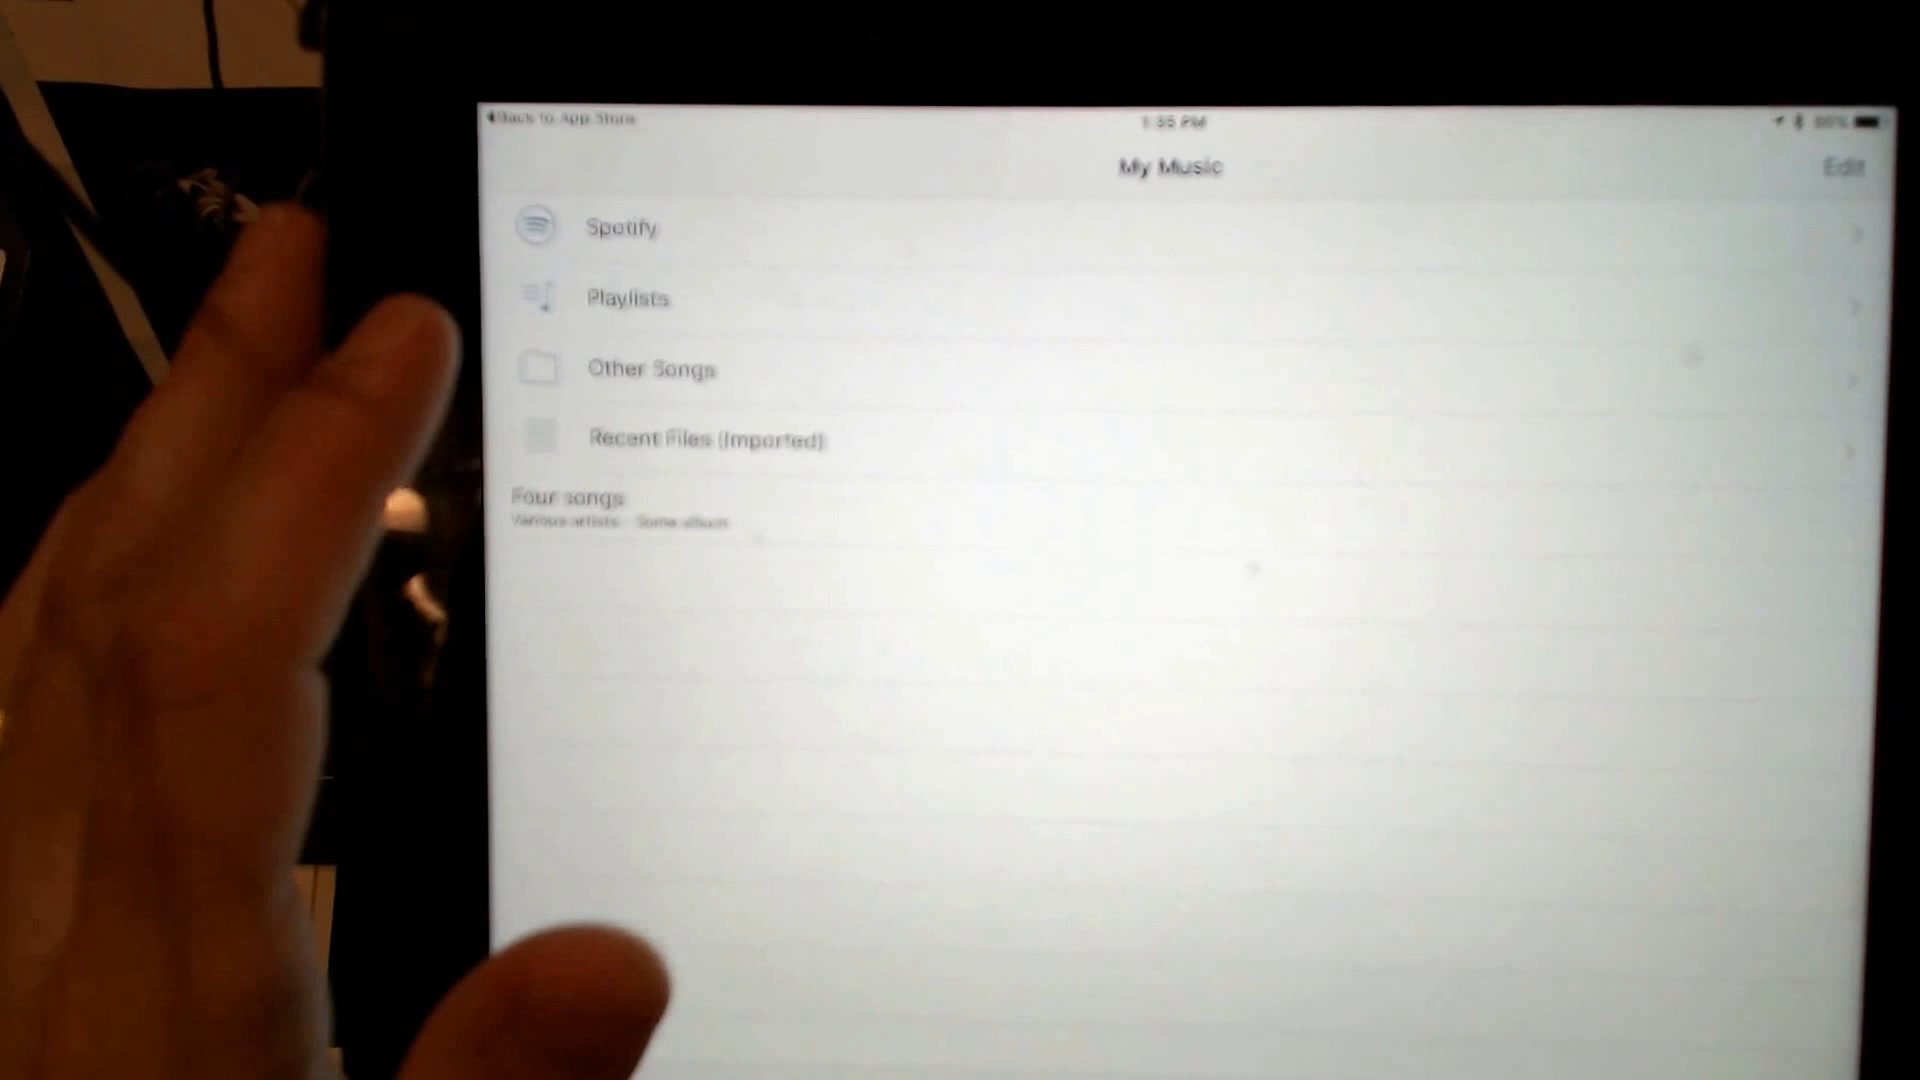 Back to App Store
1:35 PM
86%
My Music
Edit
Spotify
Playlists
Other Songs
Recent Files (Imported)
Four songs
Various artists - Some album